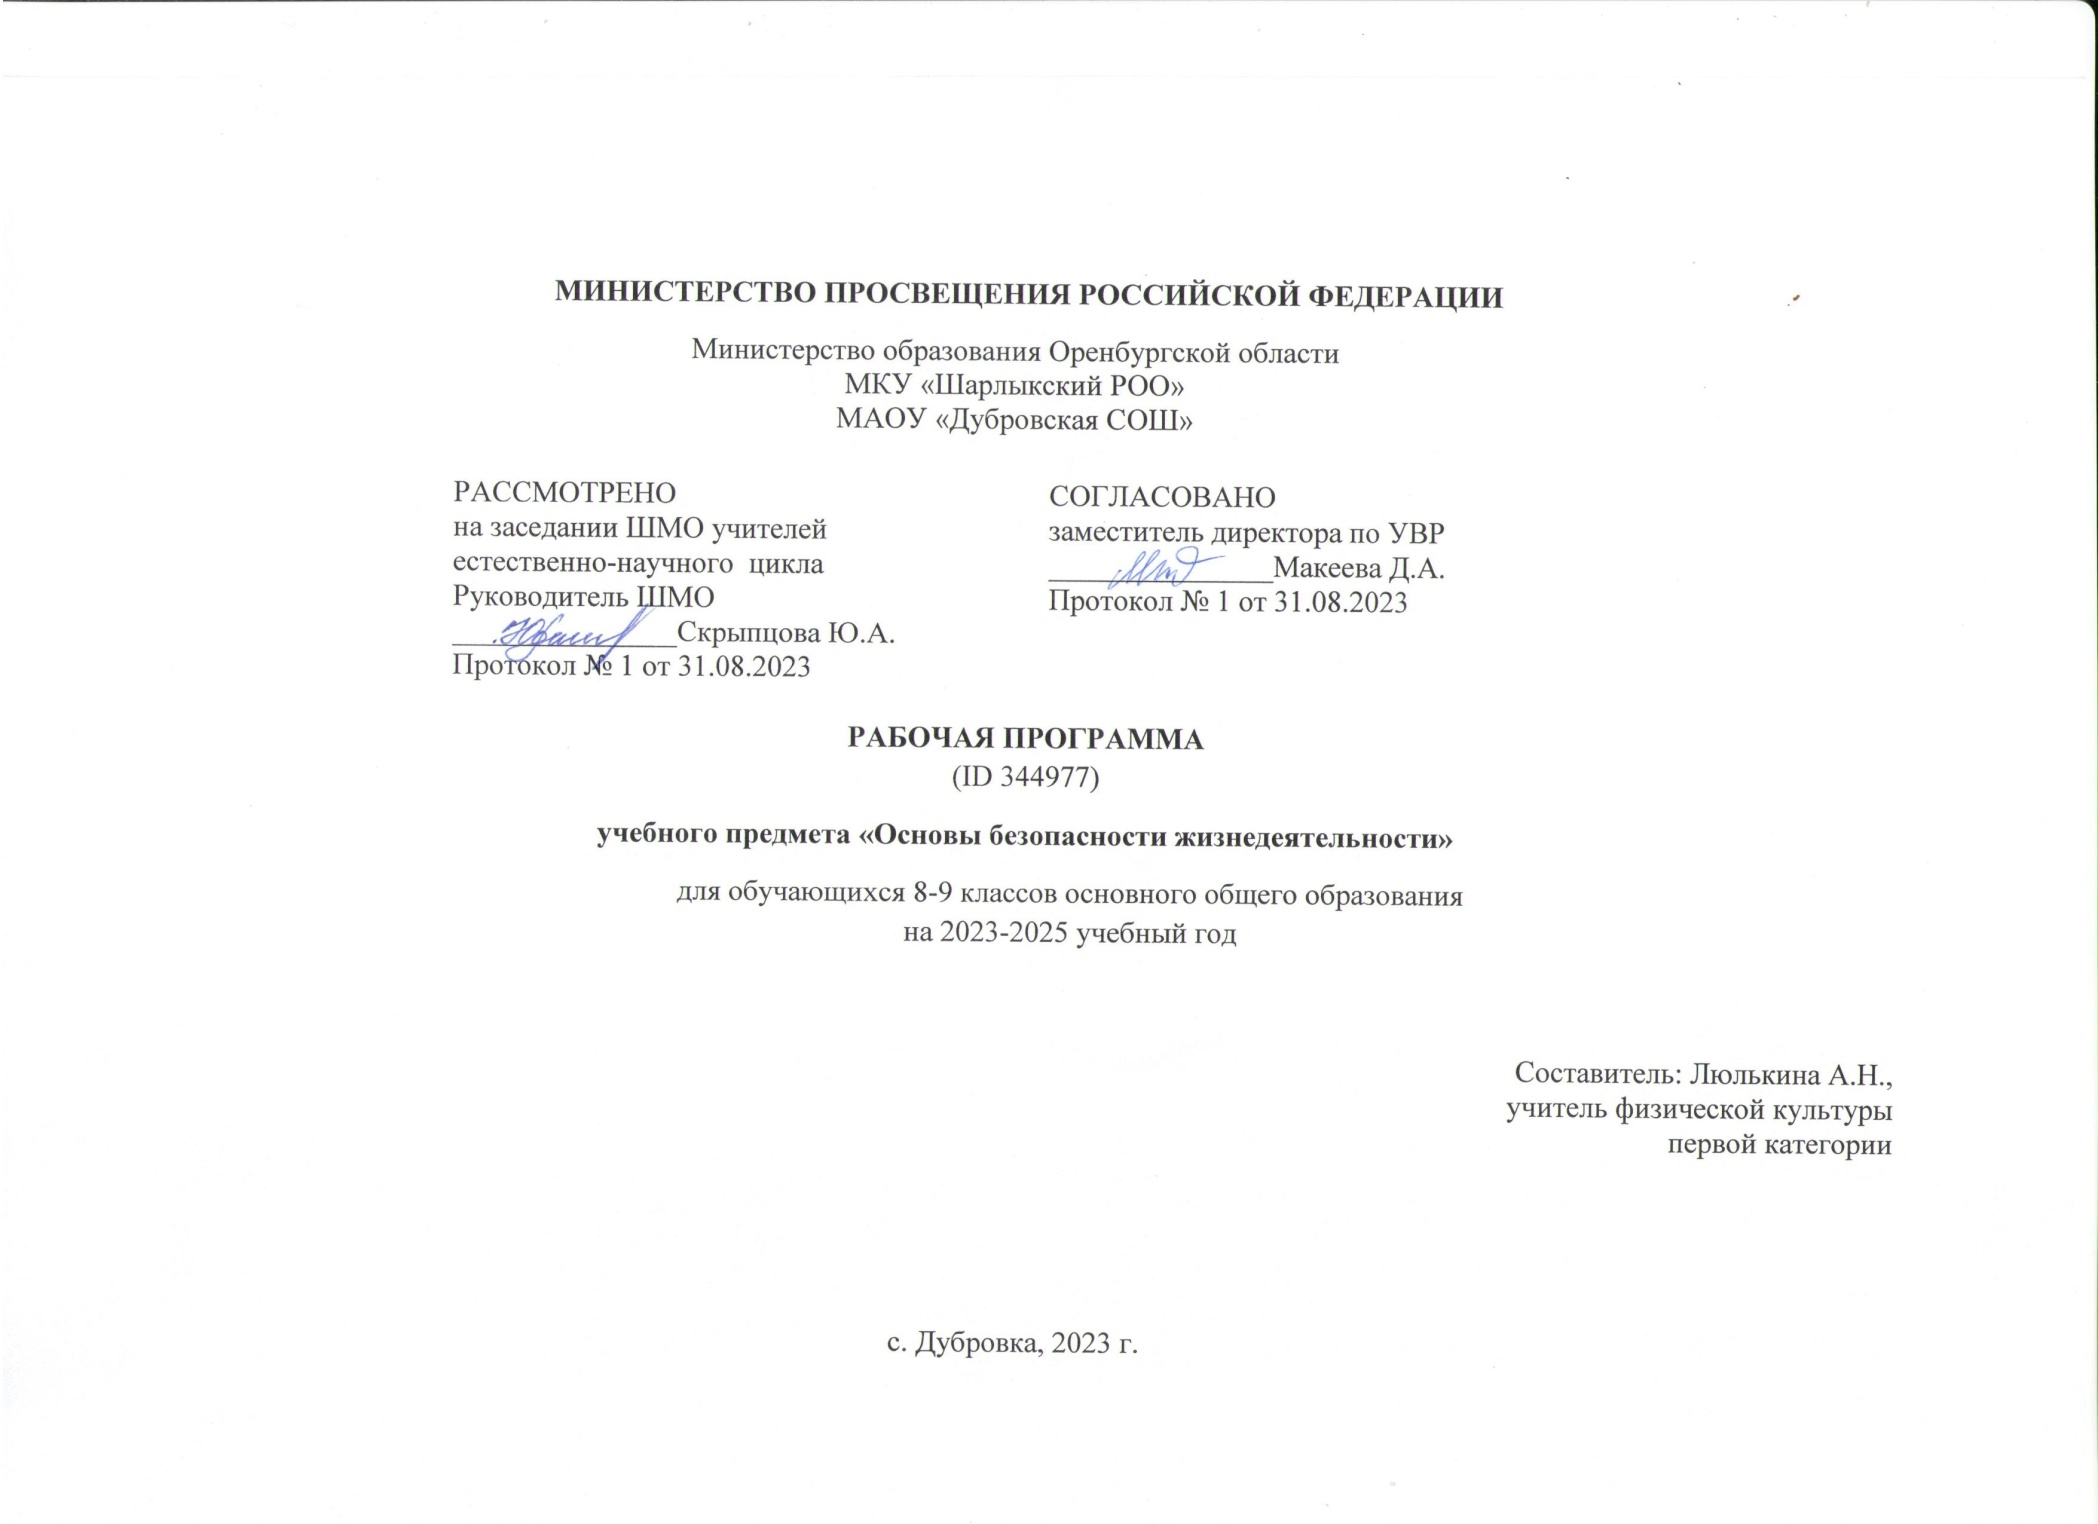 МИНИСТЕРСТВО ПРОСВЕЩЕНИЯ РОССИЙСКОЙ ФЕДЕРАЦИИ
Министерство образования Оренбургской области
МКУ «Шарлыкский РОО»
МАОУ «Дубровская СОШ»
РАССМОТРЕНО
на заседании ШМО учителей
естественно-научного цикла
Руководитель ШМО
_______________Скрыпцова Ю.А.
Протокол № 1 от 31.08.2023
СОГЛАСОВАНО
заместитель директора по УВР
_______________Макеева Д.А.
Протокол № 1 от 31.08.2023
РАБОЧАЯ ПРОГРАММА
(ID 344977)
учебного предмета «Основы безопасности жизнедеятельности»
для обучающихся 8-9 классов основного общего образования
на 2023-2025 учебный год
Составитель: Люлькина А.Н.,
учитель физической культуры
первой категории
с. Дубровка, 2023 г.